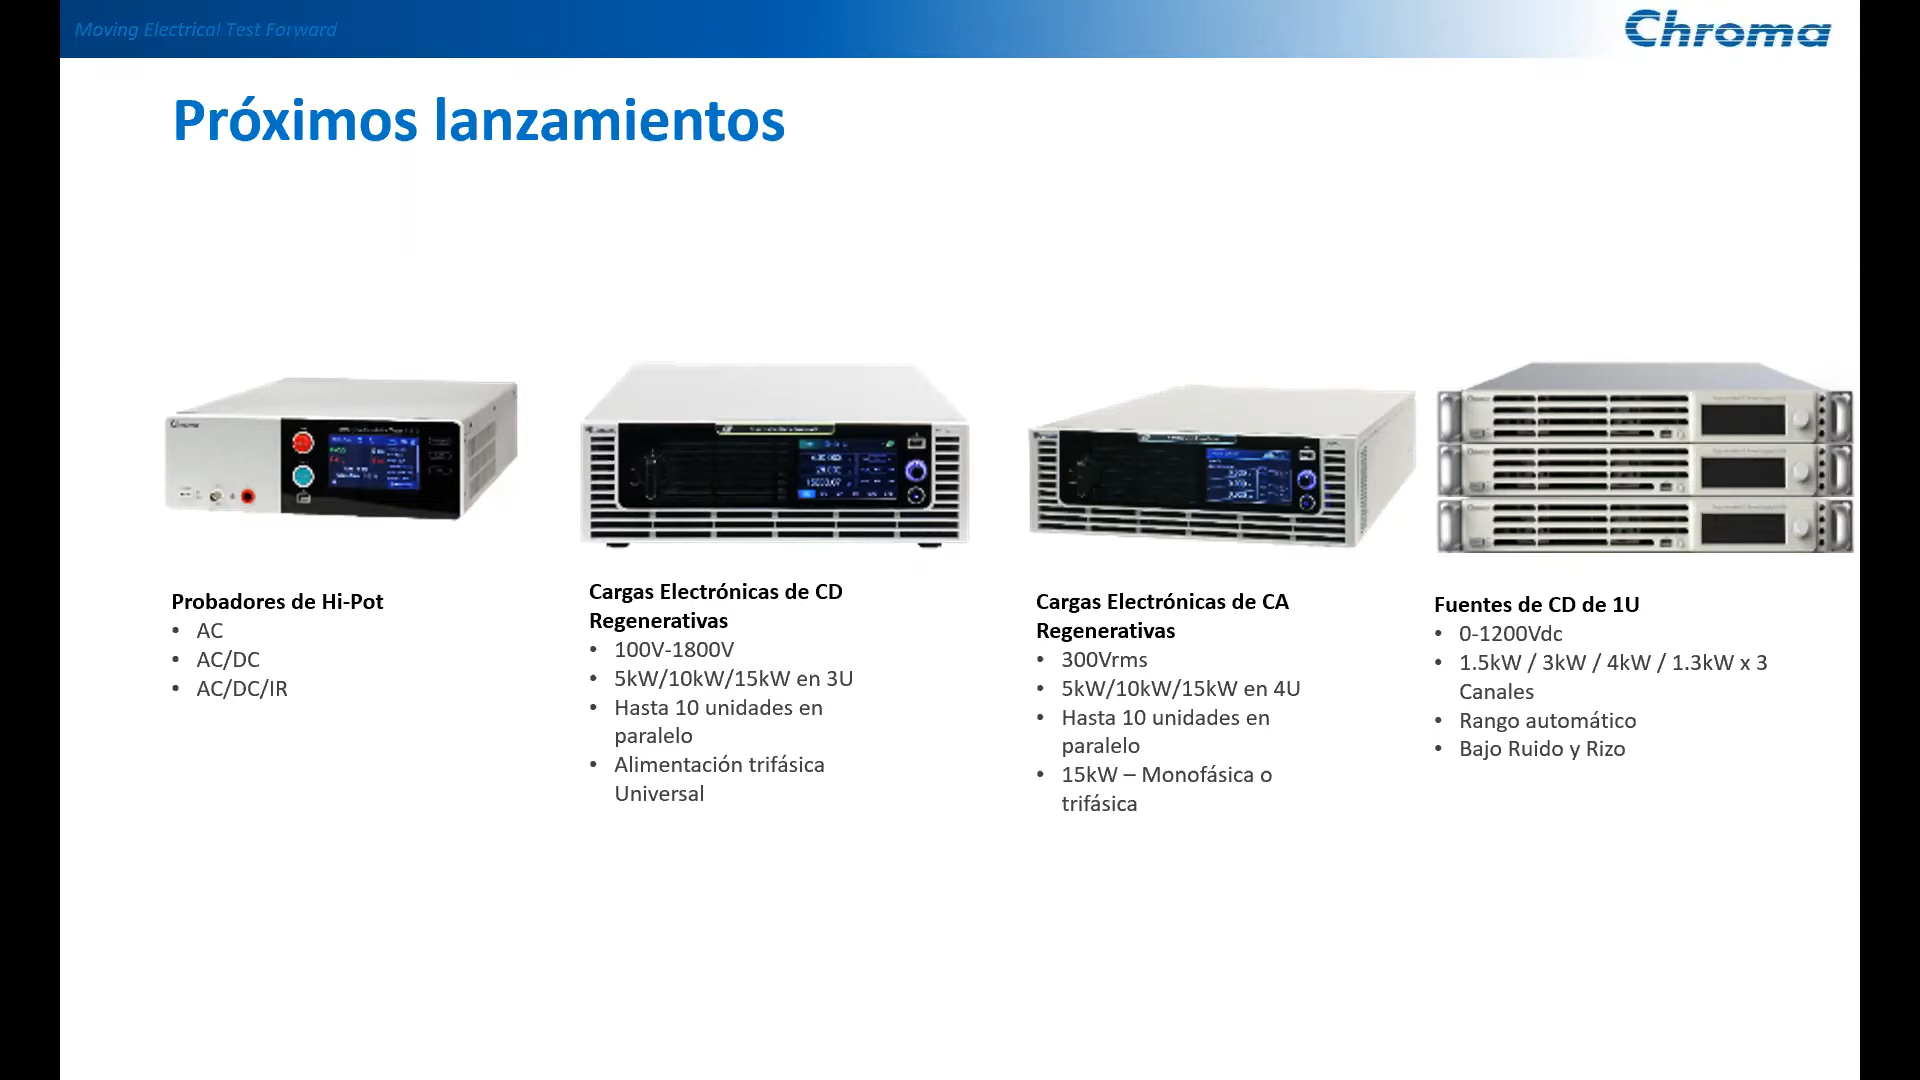 Moving Electrical Test Forward
Chroma
Próximos lanzamientos
Probadores de Hi-Pot
• AC
• AC/DC
• AC/DC/IR
Cargas Electrónicas de CD
Regenerativas
• 100V-1800V
• 5kW/10kW/15kW en 3U
• Hasta 10 unidades en
paralelo
• Alimentación trifásica
Universal
Cargas Electrónicas de CA
Regenerativas
• 300Vrms
• 5kW/10kW/15kW en 4U
• Hasta 10 unidades en
paralelo
• 15kW – Monofásica o
trifásica
Fuentes de CD de 1U
• 0-1200Vdc
• 1.5kW / 3kW / 4kW / 1.3kW x 3
Canales
• Rango automático
• Bajo Ruido y Rizo